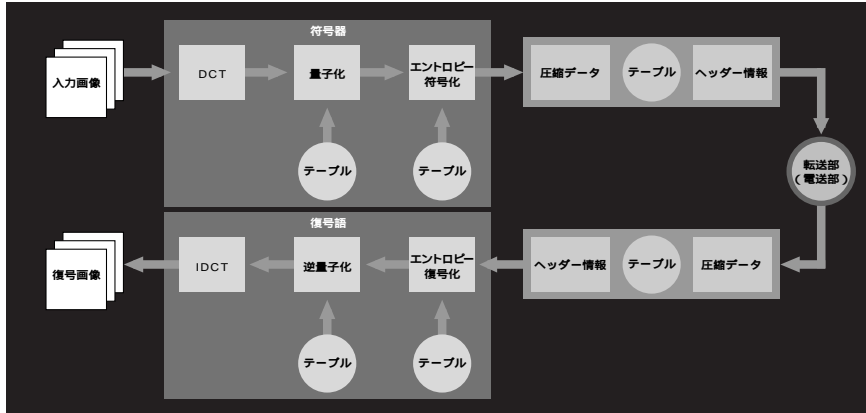 符号器
入力画像
DCT
量子化
エントロピー
符号化
圧縮データ
テーブル
ヘッダー情報
テーブル
テーブル
転送部
(電送部)
復号語
復号画像
IDCT
逆量子化
エントロピー
復号化
ヘッダー情報
テーブル
圧縮データ
テーブル
テーブル